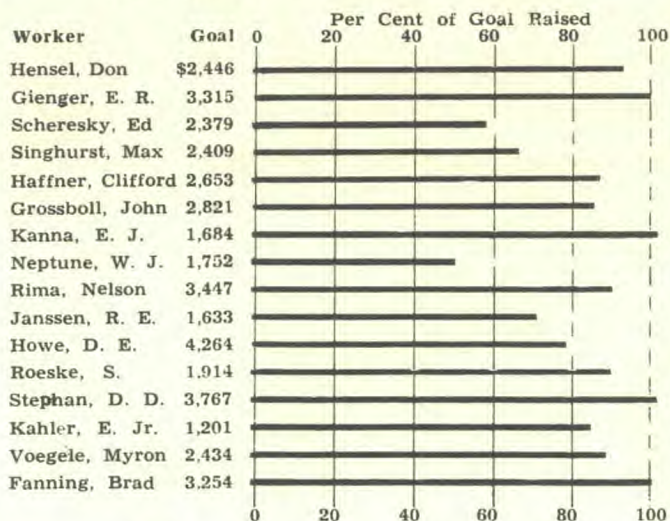 Per Cent of Goal Raised
Worker Goal 0 20 40 60 80 100
Hensel, Don $2,446
Gienger, E. R. 3,315
Scheresky, Ed 2,379
Singhurst, Max 2,409
Haffner, Clifford 2,653
Grossboll, John 2,821
Kanna, E. J. 1,684
Neptune, W. J. 1,752
Rima, Nelson 3,447
Janssen, R. E. 1,633
Howe, D. E. 4,264
Roeske, S. 1,914
Stephan, D. D. 3,767
Kahler, E. Jr. 1,201
Voegele, Myron 2,434
Fanning, Brad 3,254
0 20 40 60 80 100